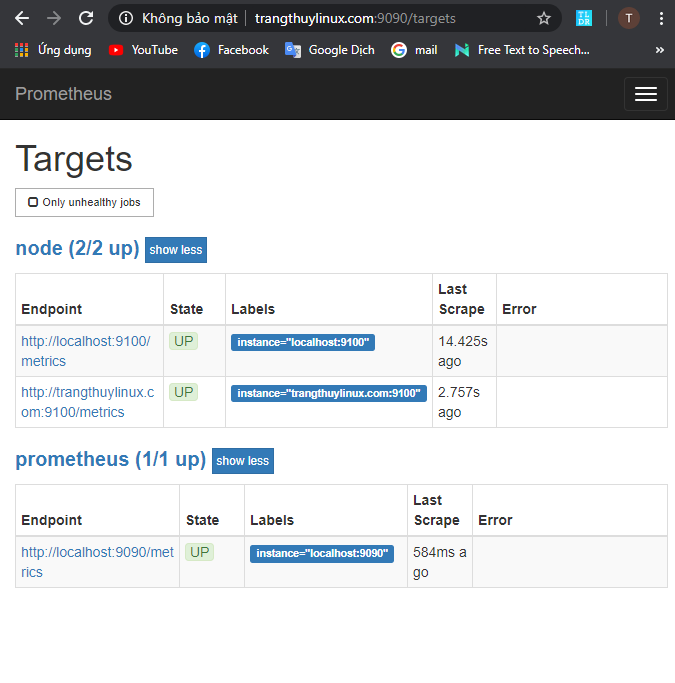 Không bảo mật | trangthuylinux.com:9090/targets
TL DR
T
Ứng dụng YouTube Facebook Google Dịch mail Free Text to Speech... »
Prometheus
Targets
Only unhealthy jobs
node (2/2 up) show less
Endpoint State Labels Last Scrape Error
http://localhost:9100/metrics UP instance="localhost:9100" 14.425s ago
http://trangthuylinux.com:9100/metrics UP instance="trangthuylinux.com:9100" 2.757s ago
prometheus (1/1 up) show less
Endpoint State Labels Last Scrape Error
http://localhost:9090/metrics UP instance="localhost:9090" 584ms ago